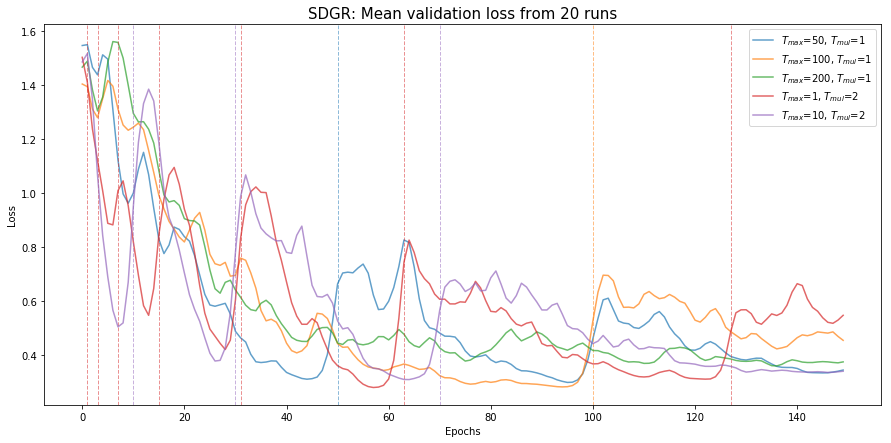 SDGR: Mean validation loss from 20 runs
1.6
1.4
1.2
1.0
0.8
0.6
0.4
Loss
T_max=50, T_mul=1
T_max=100, T_mul=1
T_max=200, T_mul=1
T_max=1, T_mul=2
T_max=10, T_mul=2
0 20 40 60 80 100 120 140
Epochs